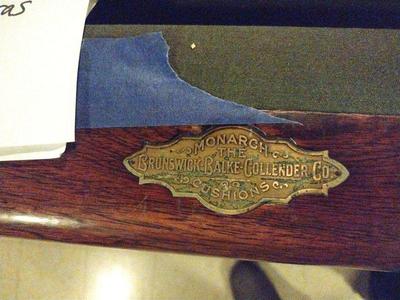 MONARCH
THE
BRUNSWICK-BALKE-COLLENDER CO.
CUSHIONS